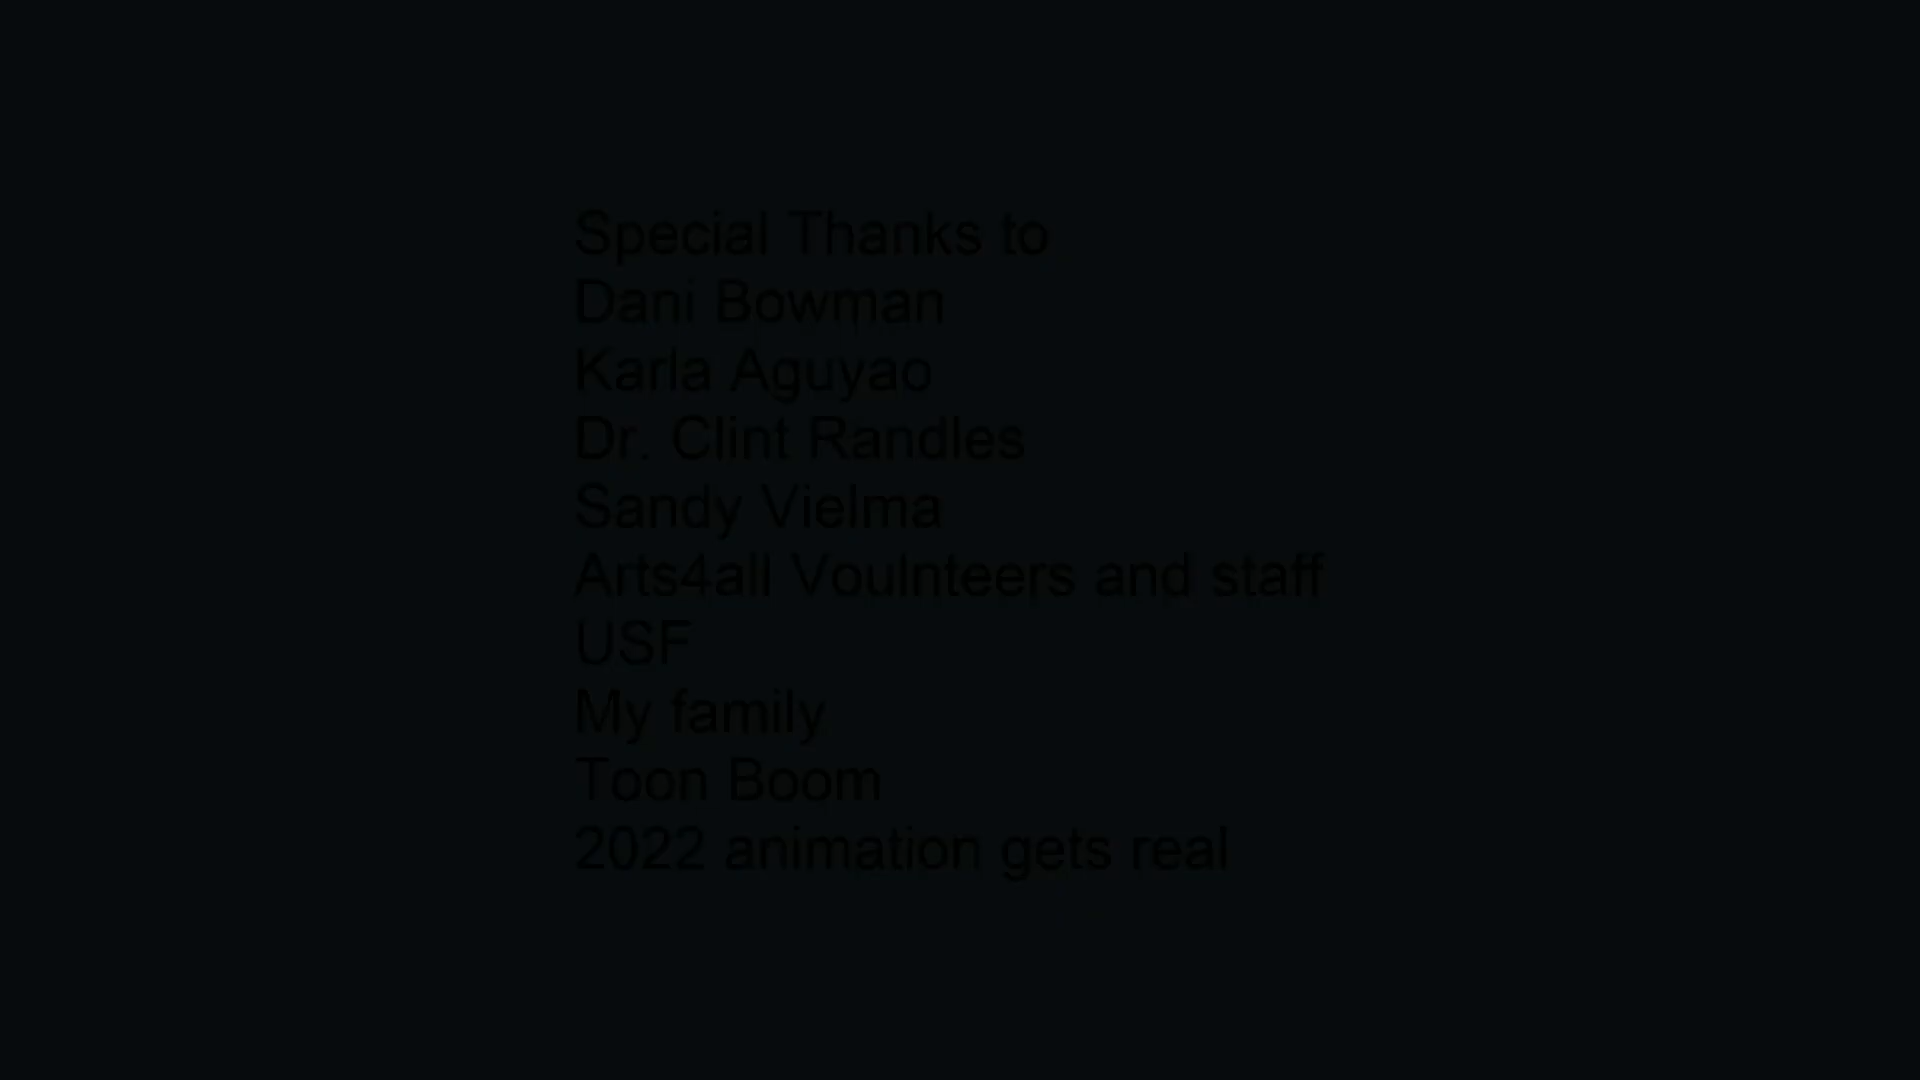 Special Thanks to
Dani Bowman
Karla Aguyao
Dr. Clint Randles
Sandy Vielma
Arts4all Voulnteers and staff
USF
My family
Toon Boom
2022 animation gets real